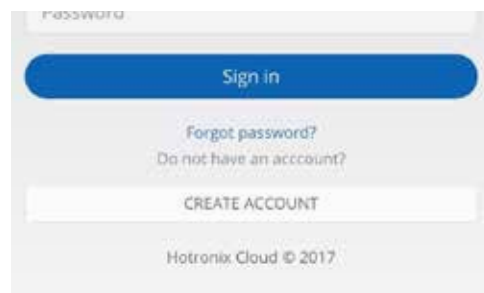 Password
Sign in
Forgot password?
Do not have an acccount?
CREATE ACCOUNT
Hotronix Cloud © 2017